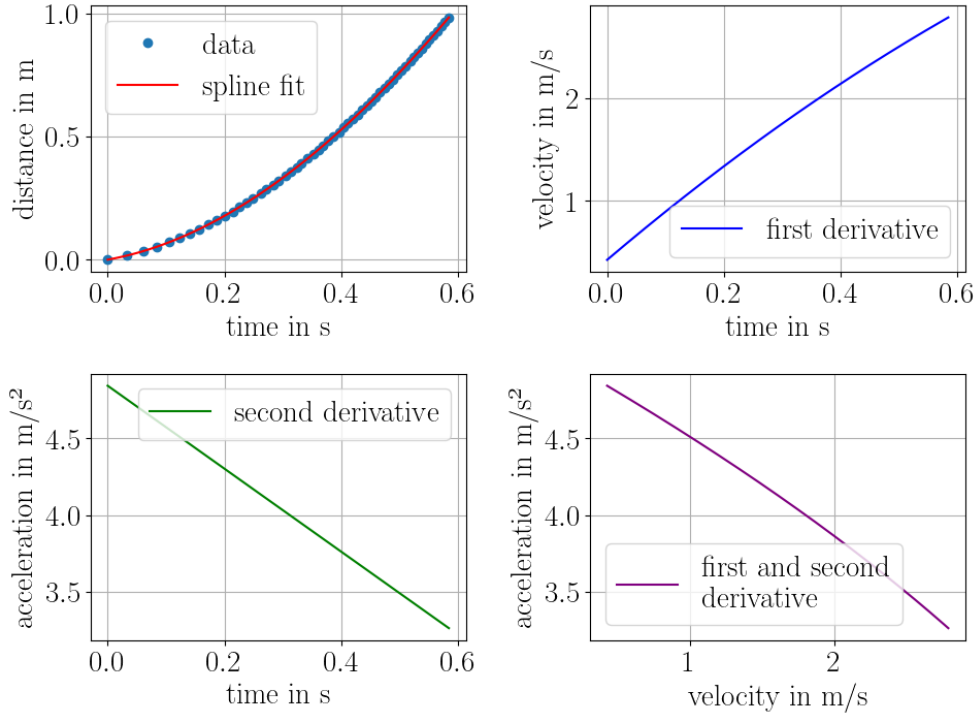 1.0
0.5
0.0
distance in m
data
spline fit
0.0 0.2 0.4 0.6
time in s
2
1
velocity in m/s
first derivative
0.0 0.2 0.4 0.6
time in s
4.5
4.0
3.5
acceleration in m/s²
second derivative
0.0 0.2 0.4 0.6
time in s
4.5
4.0
3.5
acceleration in m/s²
first and second
derivative
1 2
velocity in m/s